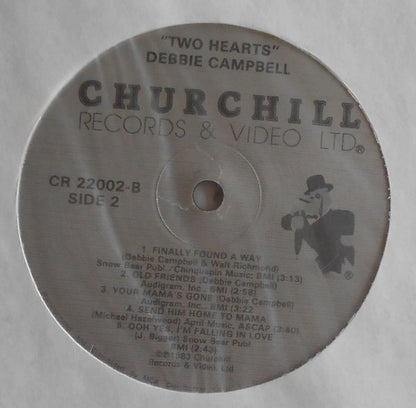 "TWO HEARTS"
DEBBIE CAMPBELL
CHURCHILL
RECORDS & VIDEO LTD.®
CR 22002-B
SIDE 2
®
1. FINALLY FOUND A WAY
(Debbie Campbell & Walt Richmond)
Snow Bear Publ./Chinquapin Music; BMI (3:13)
2. OLD FRIENDS (Debbie Campbell)
Audigram, Inc., BMI (2:58)
3. YOUR MAMA'S GONE (Debbie Campbell)
Audigram, Inc., BMI (3:22
4. SEND HIM HOME TO MAMA
(Michael Hazelwood) April Music, ASCAP (3:40)
5. OOH YES, I'M FALLING IN LOVE
(J. Bigger) Snow Bear Publ
BMI (2:43)
©℗1983 Churchill
Records & Video, Ltd.